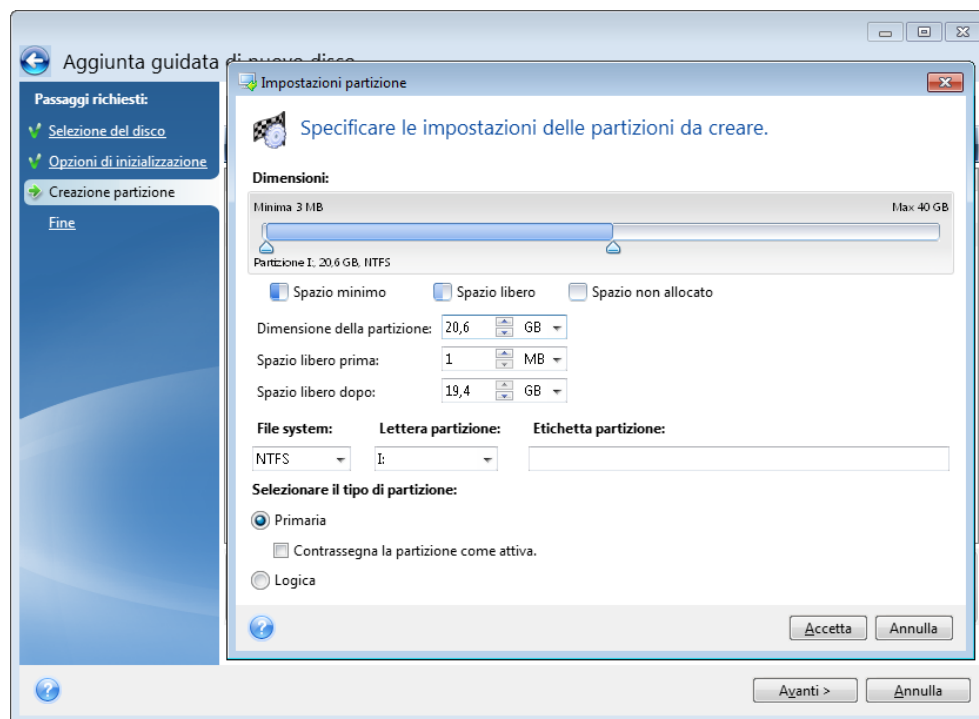 Aggiunta guidata di nuovo disco
Passaggi richiesti:
Selezione del disco
Opzioni di inizializzazione
Creazione partizione
Fine
Impostazioni partizione
Specificare le impostazioni delle partizioni da creare.
Dimensioni:
Minima 3 MB Max 40 GB
Partizione I:, 20,6 GB, NTFS
Spazio minimo Spazio libero Spazio non allocato
Dimensione della partizione: 20,6 GB
Spazio libero prima: 1 MB
Spazio libero dopo: 19,4 GB
File system: Lettera partizione: Etichetta partizione:
NTFS I:
Selezionare il tipo di partizione:
Primaria
Contrassegna la partizione come attiva.
Logica
Accetta Annulla
Avanti > Annulla